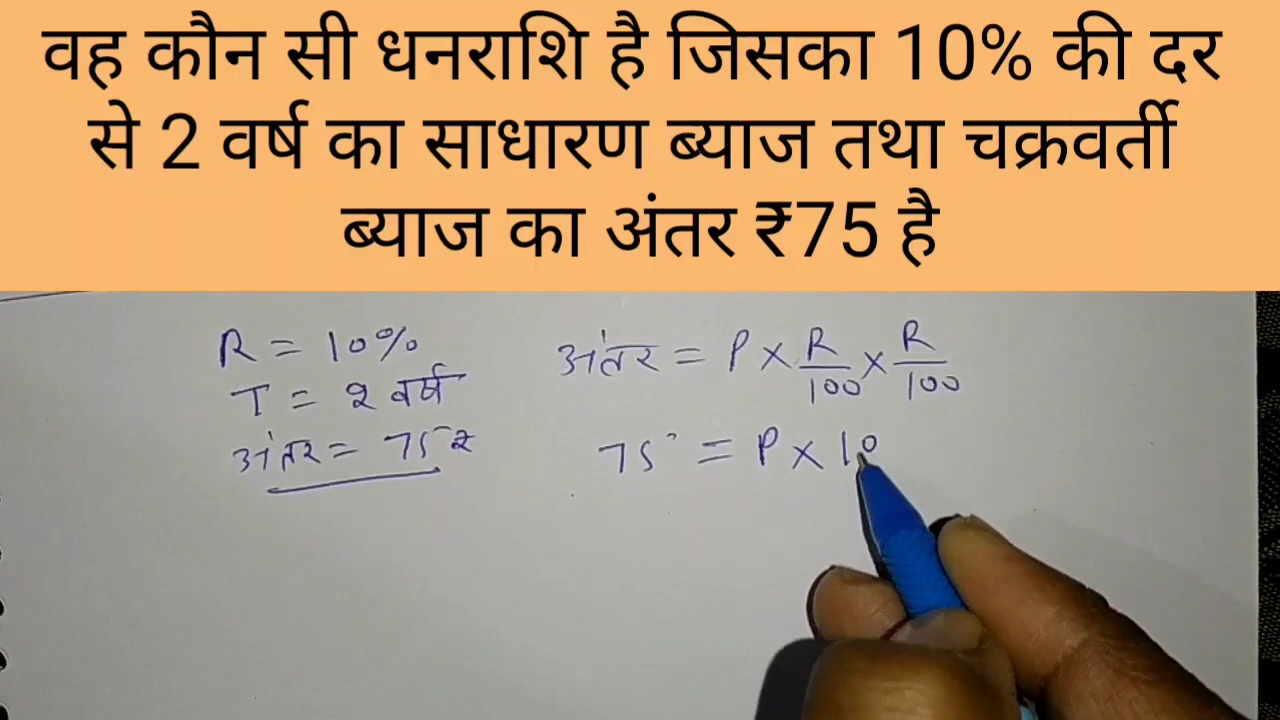 वह कौन सी धनराशि है जिसका 10% की दर
से 2 वर्ष का साधारण ब्याज तथा चक्रवर्ती
ब्याज का अंतर ₹75 है
R = 10%
T = २ वर्ष
अंतर = 75 रु
अंतर = P × R/100 × R/100
75 = P × 10